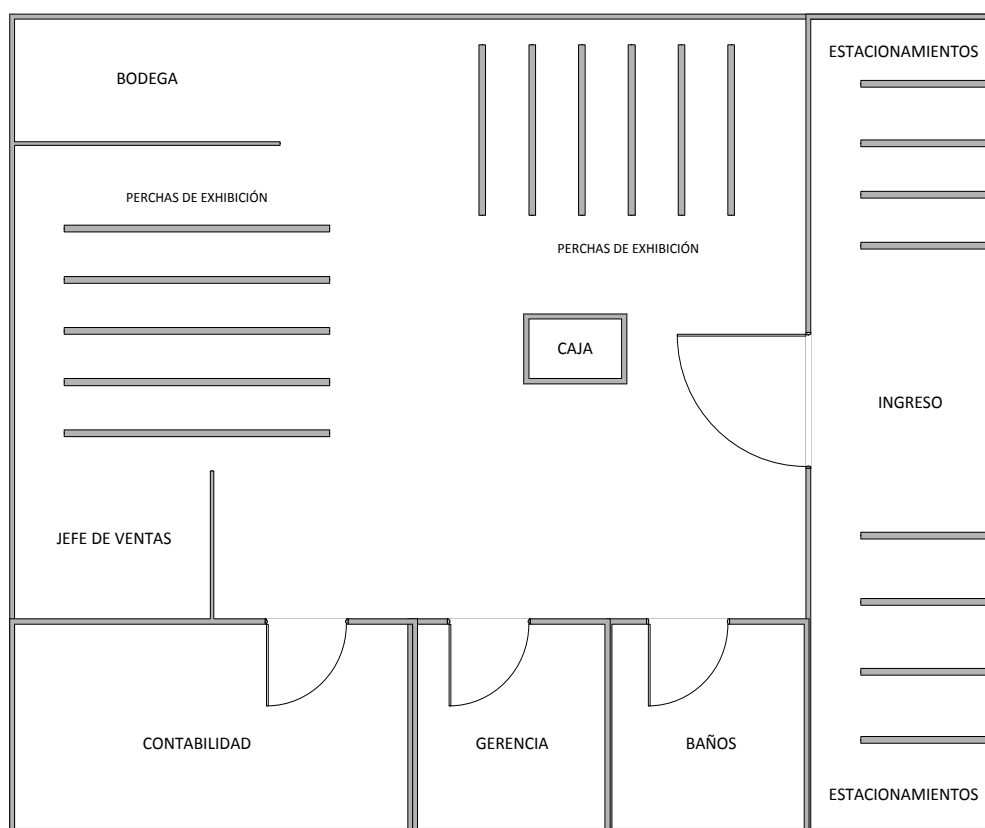 ESTACIONAMIENTOS
BODEGA
PERCHAS DE EXHIBICIÓN
PERCHAS DE EXHIBICIÓN
CAJA
INGRESO
JEFE DE VENTAS
CONTABILIDAD
GERENCIA
BAÑOS
ESTACIONAMIENTOS